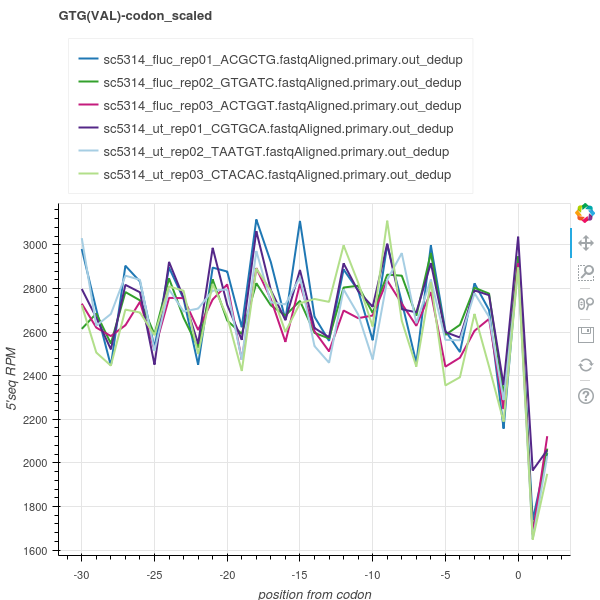 GTG(VAL)-codon_scaled
sc5314_fluc_rep01_ACGCTG.fastqAligned.primary.out_dedup
sc5314_fluc_rep02_GTGATC.fastqAligned.primary.out_dedup
sc5314_fluc_rep03_ACTGGT.fastqAligned.primary.out_dedup
sc5314_ut_rep01_CGTGCA.fastqAligned.primary.out_dedup
sc5314_ut_rep02_TAATGT.fastqAligned.primary.out_dedup
sc5314_ut_rep03_CTACAC.fastqAligned.primary.out_dedup
3000
2800
2600
2400
2200
2000
1800
1600
5'seq RPM
-30 -25 -20 -15 -10 -5 0
position from codon